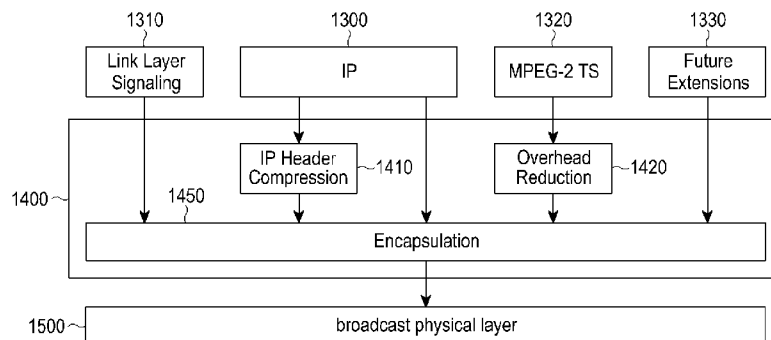 1310
1300
1320
1330
Link Layer
Signaling
IP
MPEG-2 TS
Future
Extensions
IP Header
Compression
1410
Overhead
Reduction
1420
1400
1450
Encapsulation
1500
broadcast physical layer